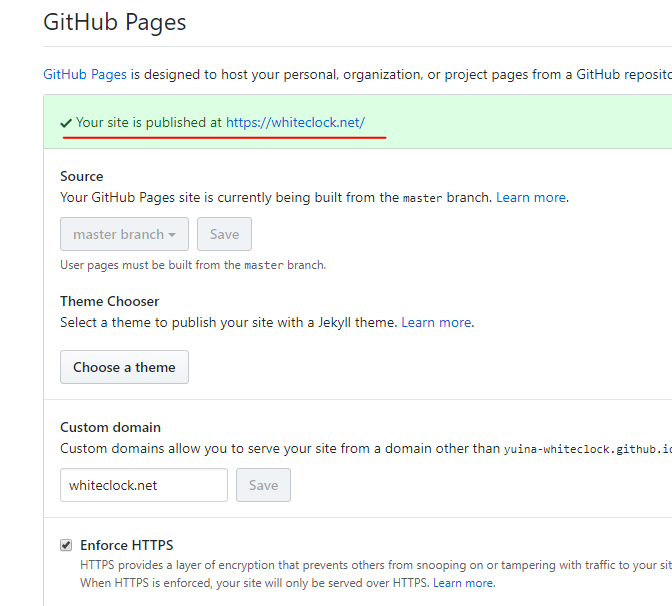 GitHub Pages
GitHub Pages is designed to host your personal, organization, or project pages from a GitHub
Your site is published at https://whiteclock.net/
Source
Your GitHub Pages site is currently being built from the master branch. Learn more.
master branch Save
User pages must be built from the master branch.
Theme Chooser
Select a theme to publish your site with a Jekyll theme. Learn more.
Choose a theme
Custom domain
Custom domains allow you to serve your site from a domain other than yuina-whiteclock.github.io
whiteclock.net Save
Enforce HTTPS
HTTPS provides a layer of encryption that prevents others from snooping on or tampering with traffic to your
When HTTPS is enforced, your site will only be served over HTTPS. Learn more.